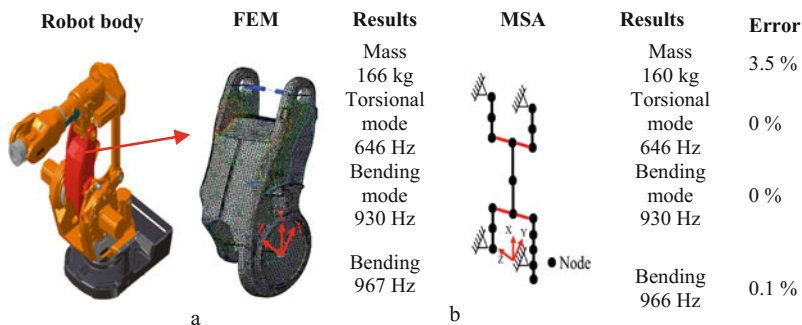 Robot body FEM Results MSA Results Error
Mass Mass
166 kg 160 kg 3.5 %
Torsional Torsional
mode mode 0 %
646 Hz 646 Hz
Bending Bending
mode mode 0 %
930 Hz 930 Hz
X
Z Y
X
Z Y
Node
Bending Bending
967 Hz 966 Hz 0.1 %
a b